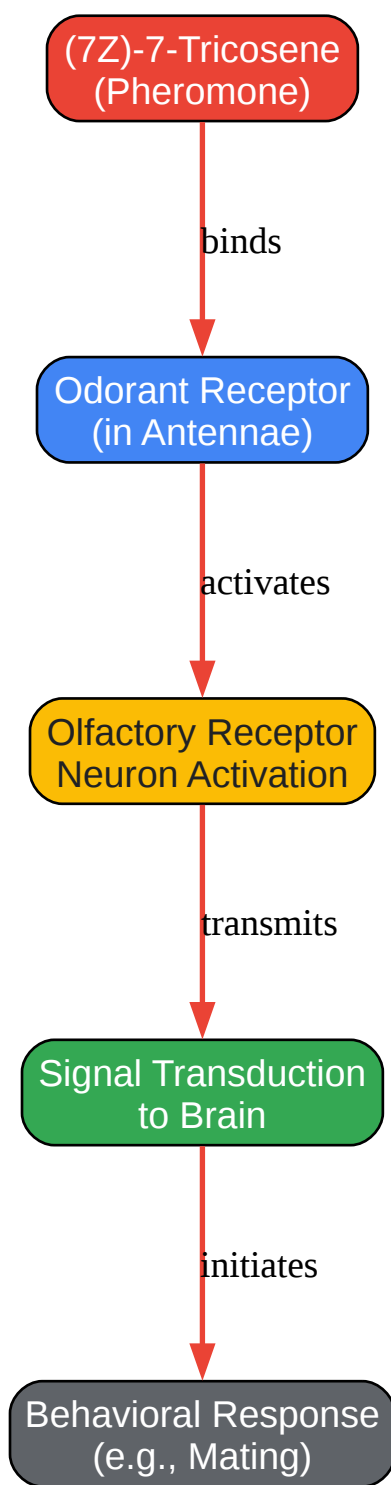 (7Z)-7-Tricosene
(Pheromone)
binds
Odorant Receptor
(in Antennae)
activates
Olfactory Receptor
Neuron Activation
transmits
Signal Transduction
to Brain
initiates
Behavioral Response
(e.g., Mating)